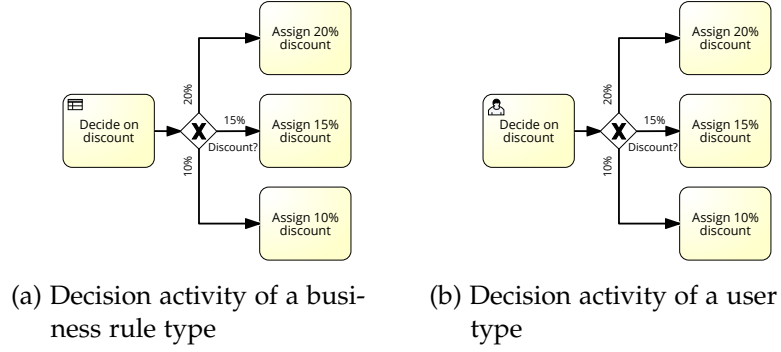 Assign 20%
discount
20%
Decide on
discount
X
15%
Discount?
Assign 15%
discount
10%
Assign 10%
discount
(a) Decision activity of a busi-
ness rule type
Assign 20%
discount
20%
Decide on
discount
X
15%
Discount?
Assign 15%
discount
10%
Assign 10%
discount
(b) Decision activity of a user
type